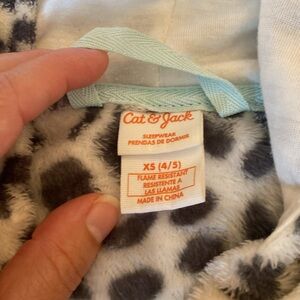 Cat & Jack
SLEEPWEAR
PRENDAS DE DORMIR
XS (4/5)
FLAME RESISTANT
RESISTENTE A
LAS LLAMAS
MADE IN CHINA